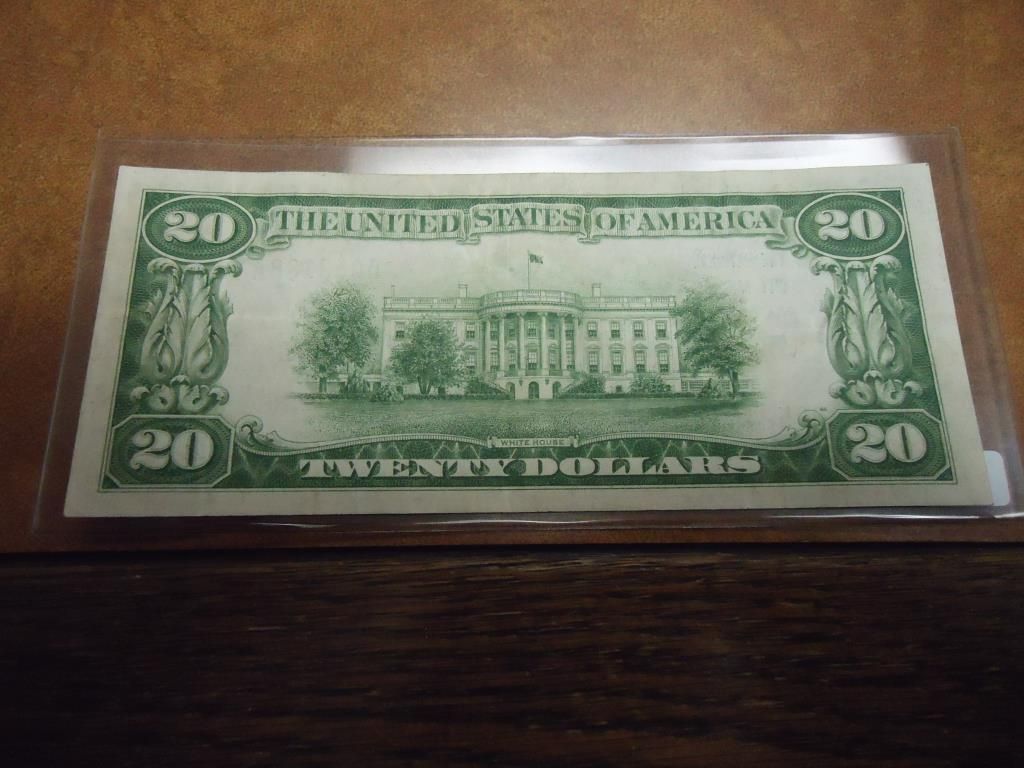 20 THE UNITED STATES OF AMERICA 20
WHITE HOUSE
20 TWENTY DOLLARS 20